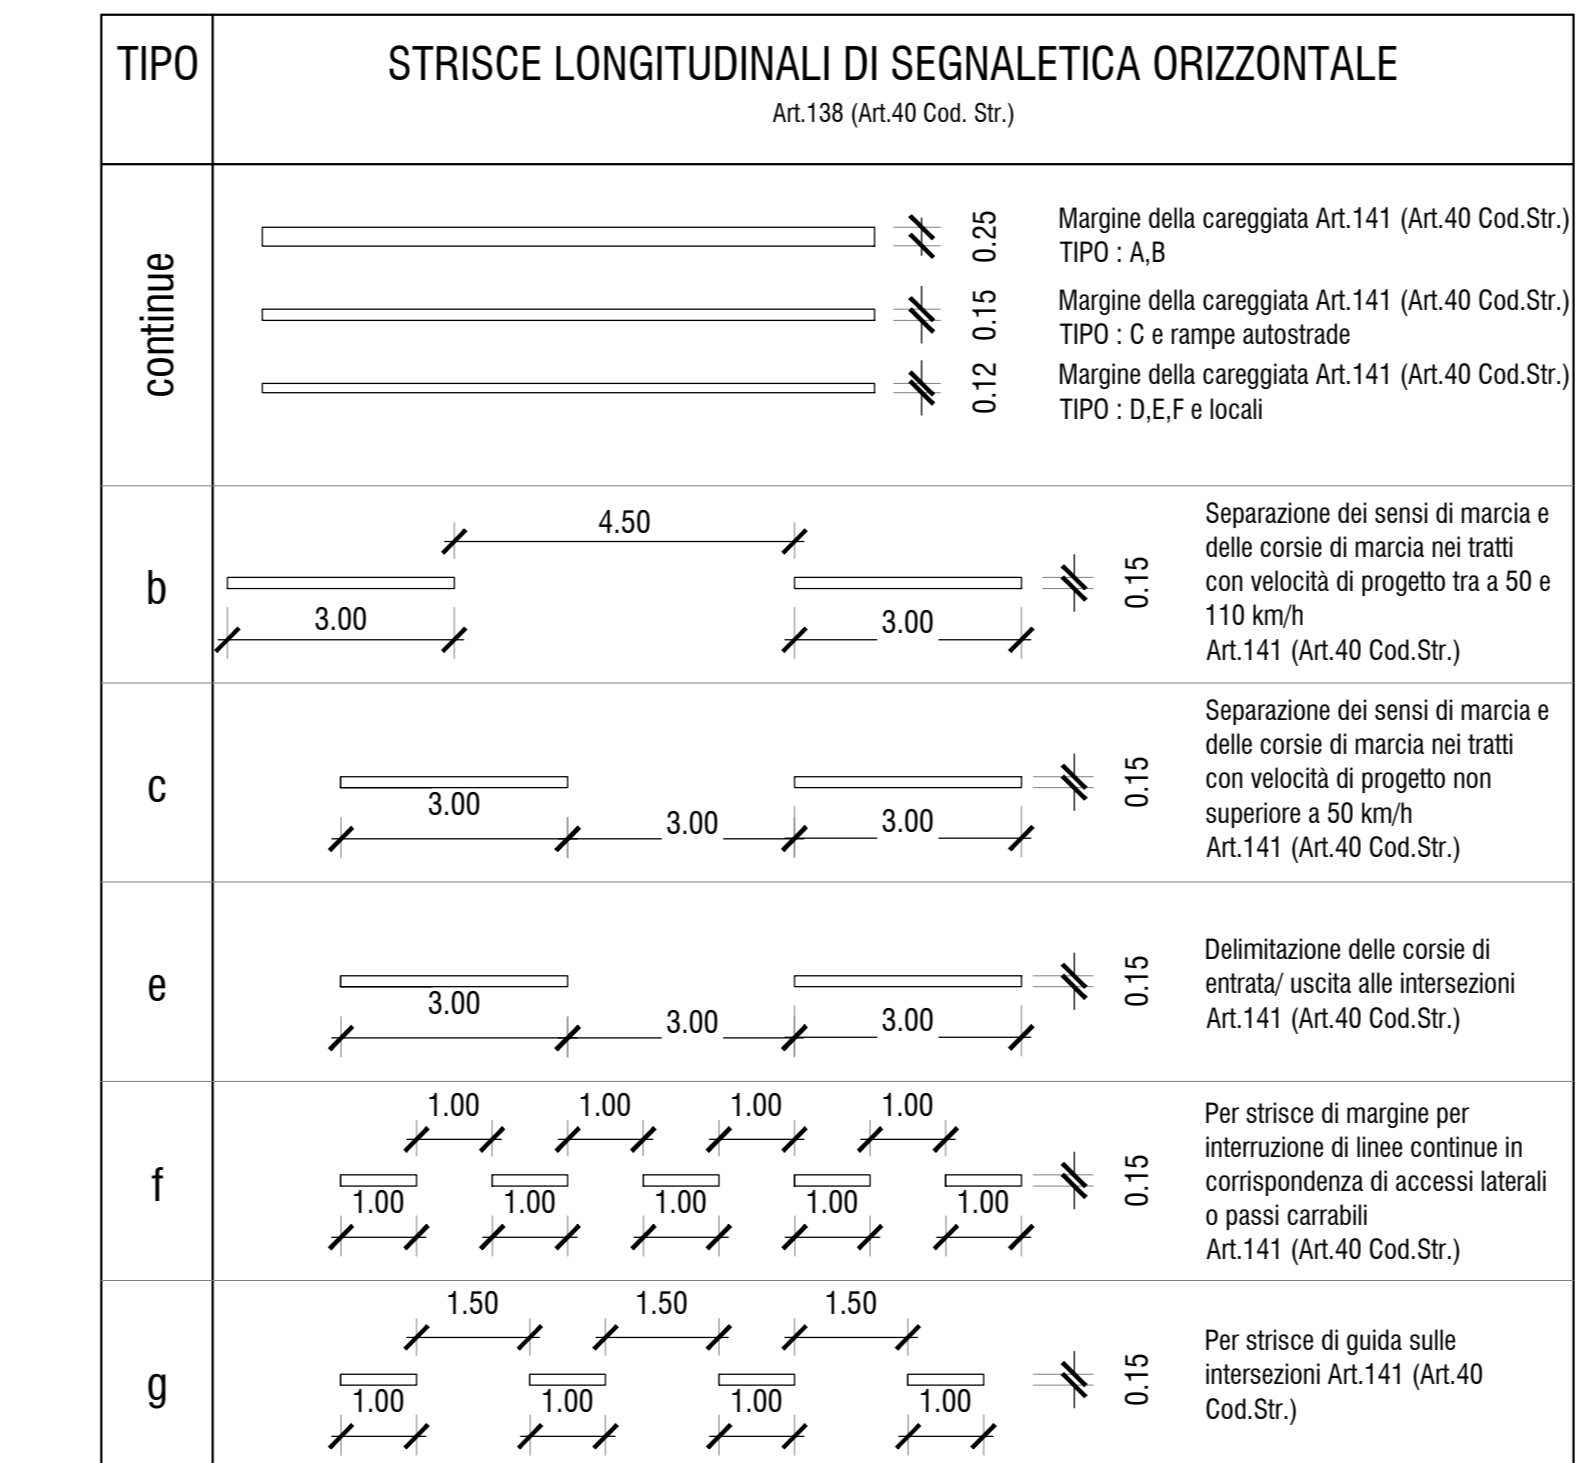 TIPO
STRISCE LONGITUDINALI DI SEGNALETICA ORIZZONTALE
Art.138 (Art.40 Cod. Str.)
continue
0.25
Margine della careggiata Art.141 (Art.40 Cod.Str.)
TIPO : A,B
0.15
Margine della careggiata Art.141 (Art.40 Cod.Str.)
TIPO : C e rampe autostrade
0.12
Margine della careggiata Art.141 (Art.40 Cod.Str.)
TIPO : D,E,F e locali
b
4.50
3.00
3.00
0.15
Separazione dei sensi di marcia e
delle corsie di marcia nei tratti
con velocità di progetto tra a 50 e
110 km/h
Art.141 (Art.40 Cod.Str.)
c
3.00
3.00
3.00
0.15
Separazione dei sensi di marcia e
delle corsie di marcia nei tratti
con velocità di progetto non
superiore a 50 km/h
Art.141 (Art.40 Cod.Str.)
e
3.00
3.00
3.00
0.15
Delimitazione delle corsie di
entrata/ uscita alle intersezioni
Art.141 (Art.40 Cod.Str.)
f
1.00 1.00 1.00 1.00
1.00 1.00 1.00 1.00 1.00
0.15
Per strisce di margine per
interruzione di linee continue in
corrispondenza di accessi laterali
o passi carrabili
Art.141 (Art.40 Cod.Str.)
g
1.50 1.50 1.50
1.00 1.00 1.00 1.00
0.15
Per strisce di guida sulle
intersezioni Art.141 (Art.40
Cod.Str.)